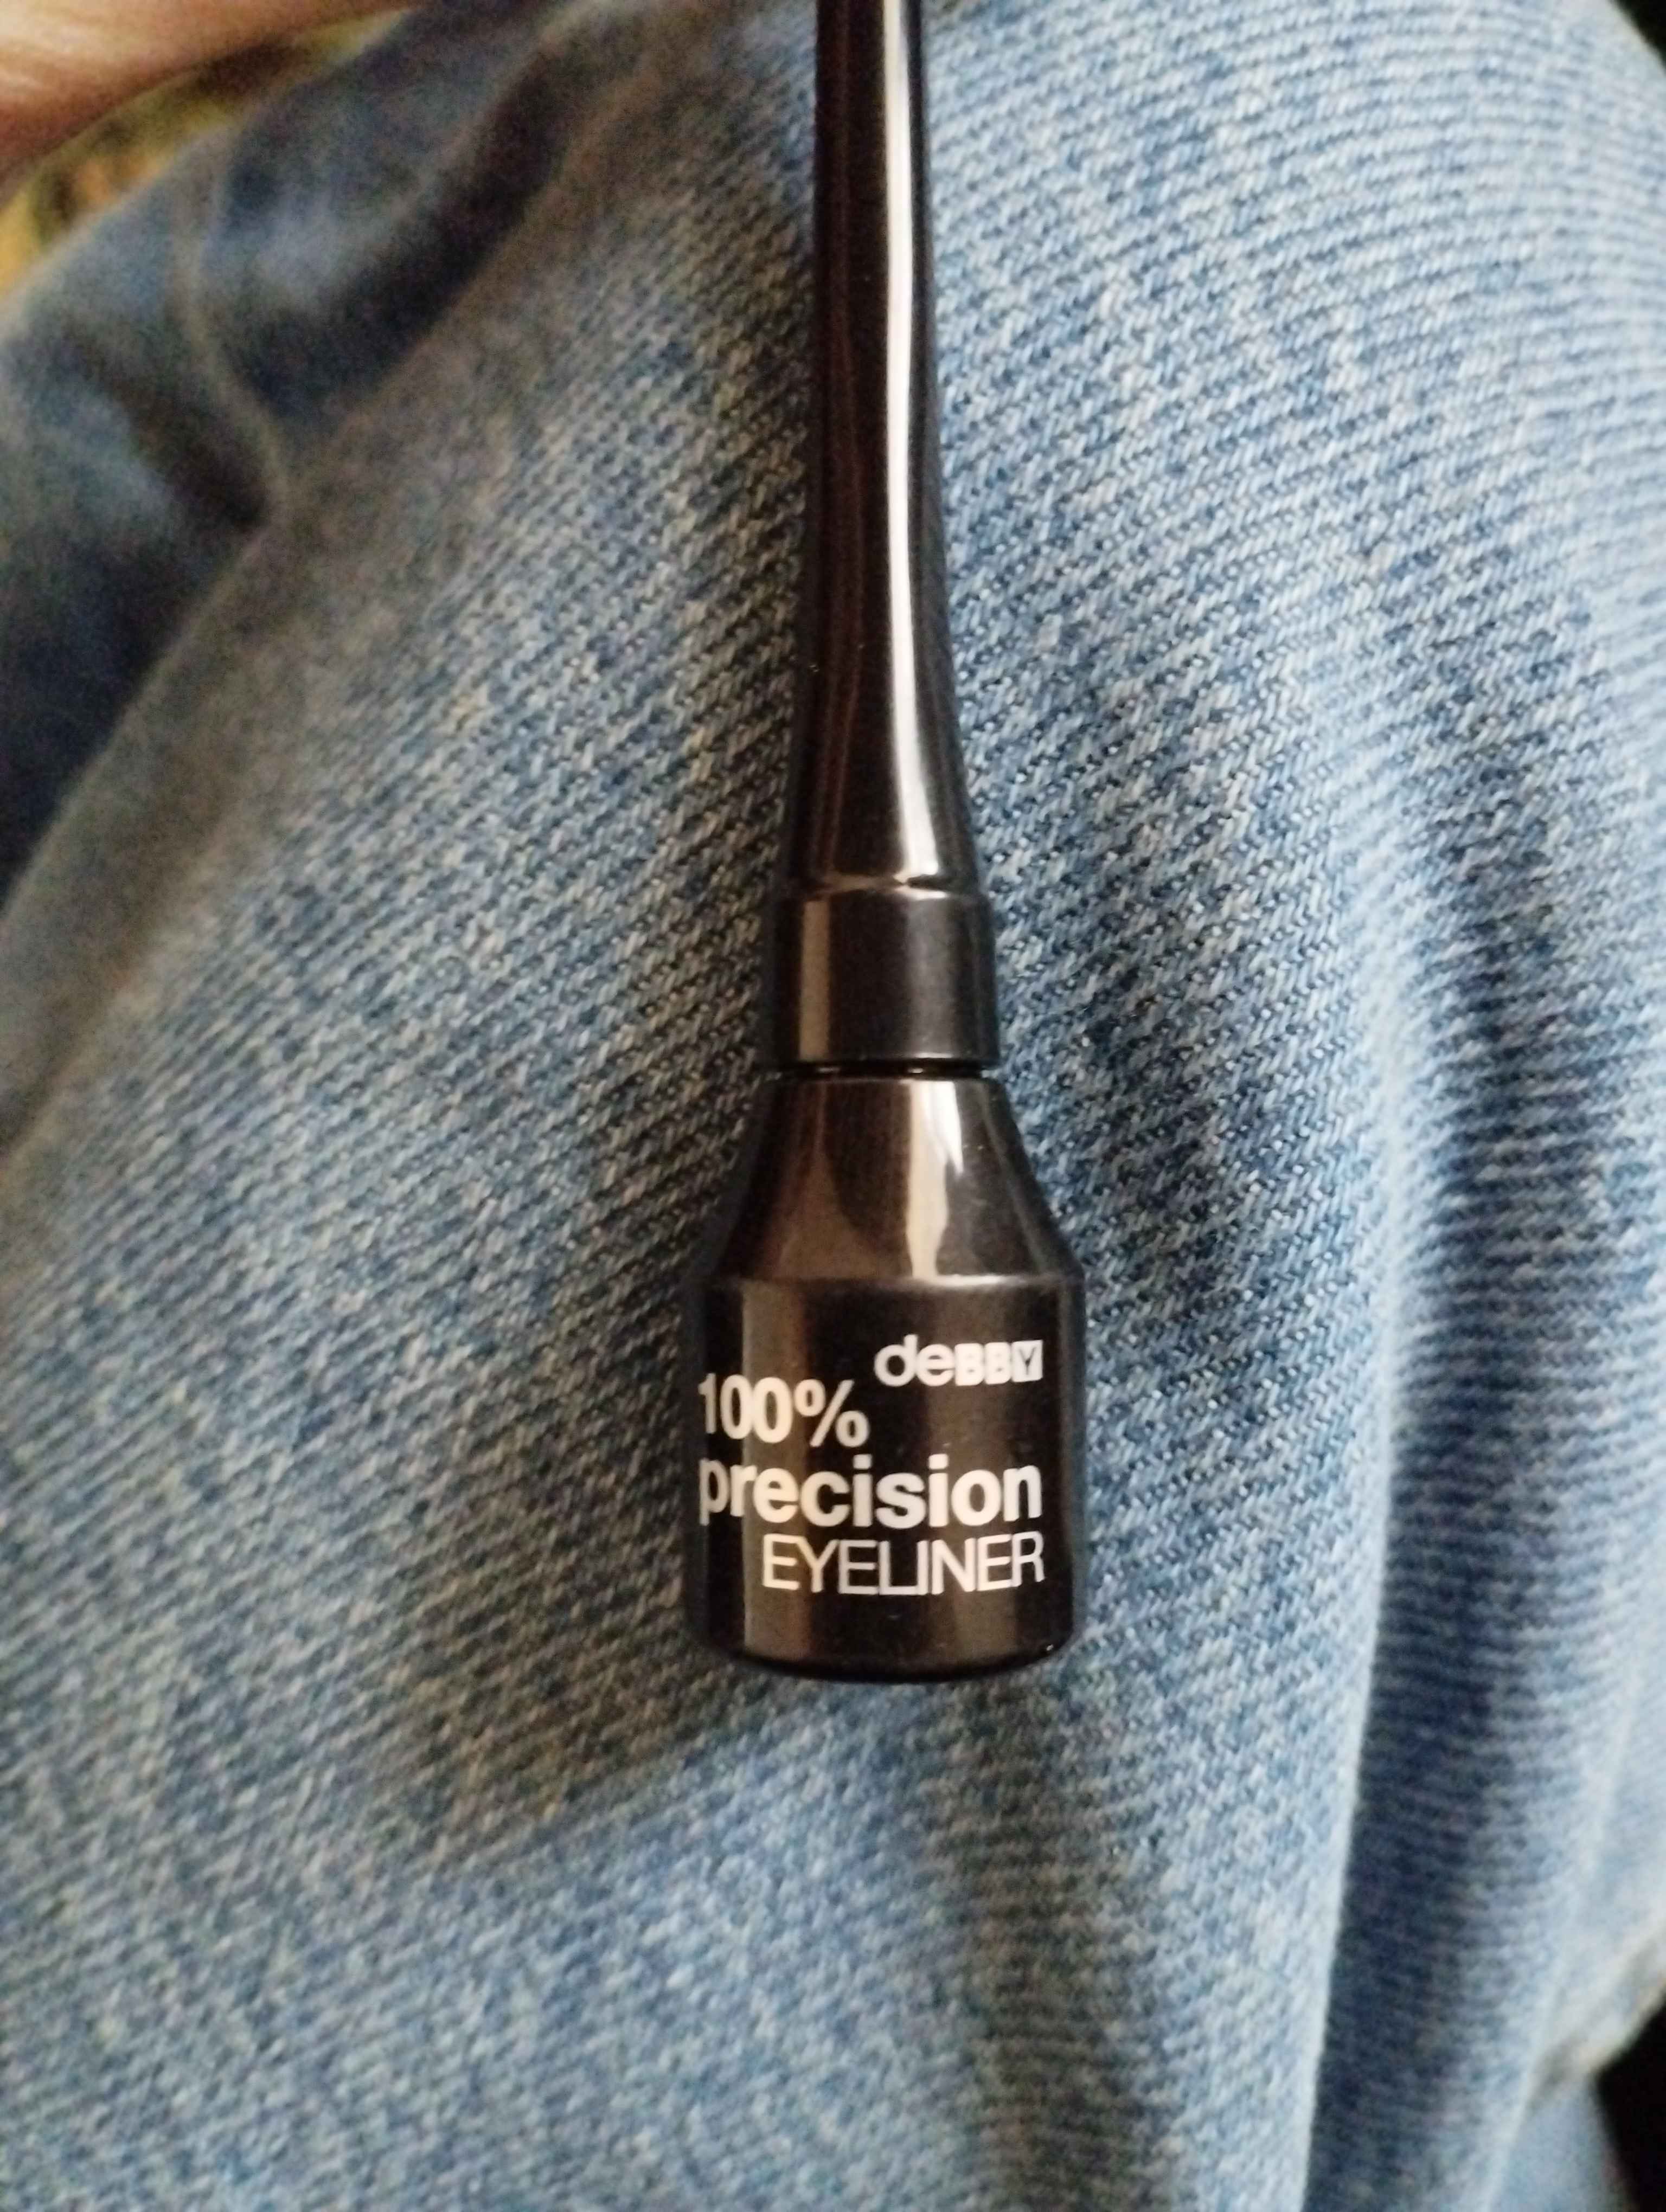 deBBY
100%
precision
EYELINER